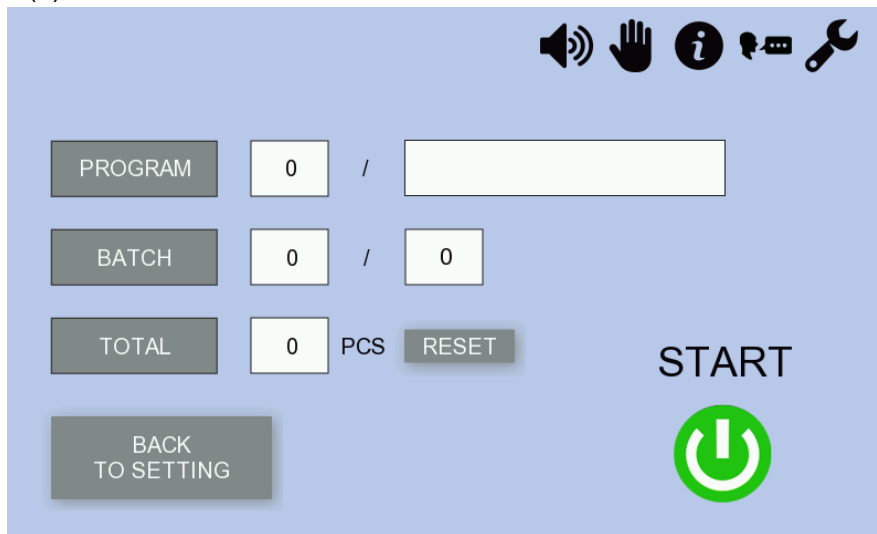 PROGRAM 0 /
BATCH 0 / 0
TOTAL 0 PCS RESET
START
BACK
TO SETTING